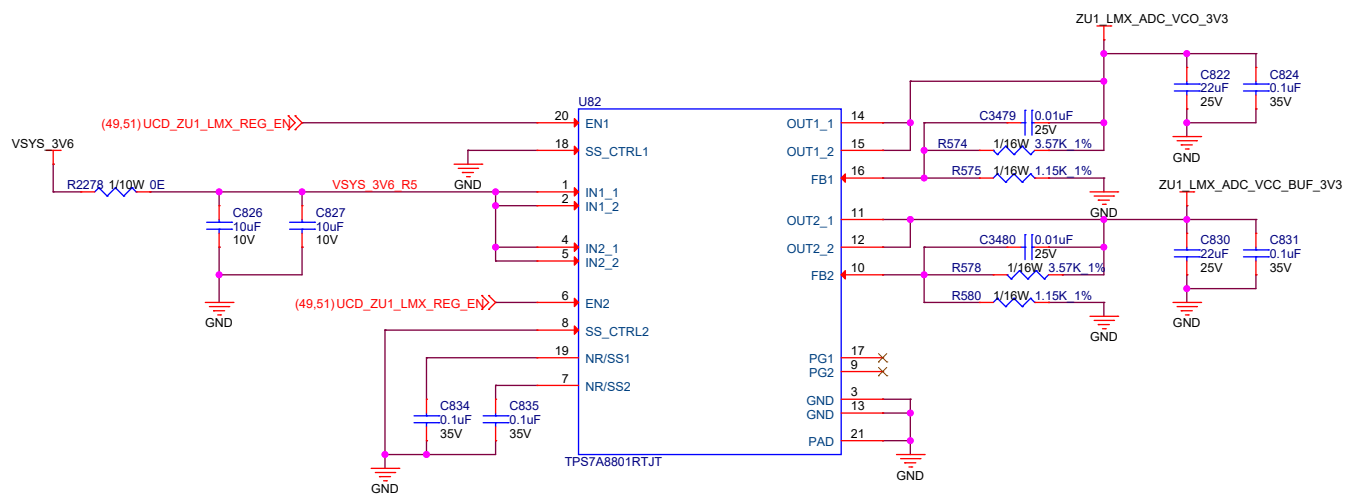 ZU1_LMX_ADC_VCO_3V3
C822
22uF
25V
C824
0.1uF
35V
GND
U82
(49,51) UCD_ZU1_LMX_REG_EN
20 EN1
18 SS_CTRL1
GND
VSYS_3V6
R2278 1/10W 0E
VSYS_3V6_R5
1 IN1_1
2 IN1_2
4 IN2_1
5 IN2_2
C826
10uF
10V
C827
10uF
10V
GND
(49,51) UCD_ZU1_LMX_REG_EN
6 EN2
8 SS_CTRL2
19 NR/SS1
7 NR/SS2
C834
0.1uF
35V
C835
0.1uF
35V
GND
TPS7A8801RTJT
OUT1_1 14
OUT1_2 15
FB1 16
OUT2_1 11
OUT2_2 12
FB2 10
PG1 17
PG2 9
GND 3
GND 13
PAD 21
GND
C3479 0.01uF
25V
R574 1/16W 3.57K_1%
R575 1/16W 1.15K_1%
GND
ZU1_LMX_ADC_VCC_BUF_3V3
C3480 0.01uF
25V
R578 1/16W 3.57K_1%
R580 1/16W 1.15K_1%
GND
C830
22uF
25V
C831
0.1uF
35V
GND